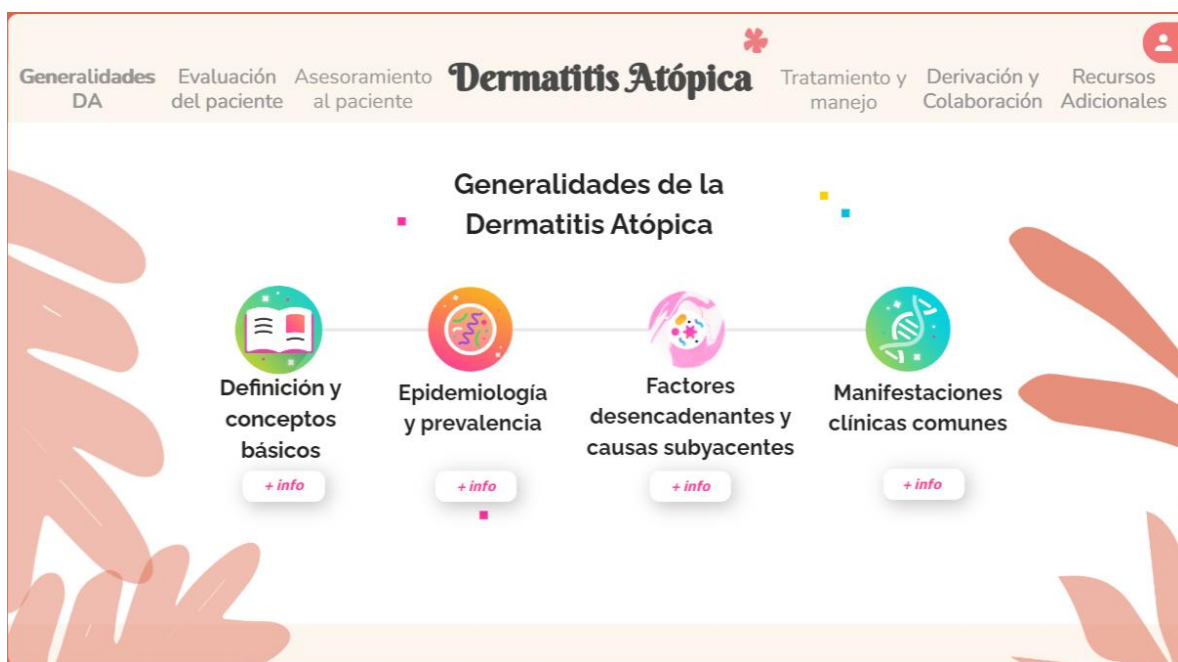 Generalidades
DA
Evaluación
del paciente
Asesoramiento
al paciente
Dermatitis Atópica
Tratamiento y
manejo
Derivación y
Colaboración
Recursos
Adicionales
Generalidades de la
Dermatitis Atópica
Definición y
conceptos
básicos
+ info
Epidemiología
y prevalencia
+ info
Factores
desencadenantes y
causas subyacentes
+ info
Manifestaciones
clínicas comunes
+ info